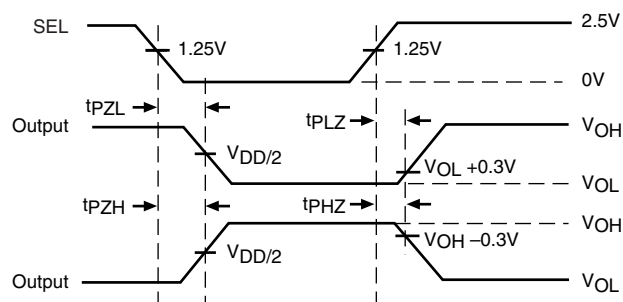 SEL
1.25V
1.25V
2.5V
0V
tPZL
tPLZ
Output
VDD/2
VOL +0.3V
VOH
VOL
tPZH
tPHZ
VOH
Output
VDD/2
VOH –0.3V
VOL